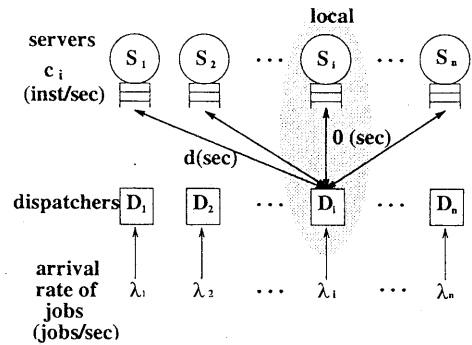 local
servers
S₁ S₂ ··· Sᵢ ··· Sₙ
c ᵢ
(inst/sec)
0 (sec)
d(sec)
dispatchers D₁ D₂ ··· Dᵢ ··· Dₙ
arrival
rate of λ₁ λ₂ ··· λᵢ ··· λₙ
jobs
(jobs/sec)